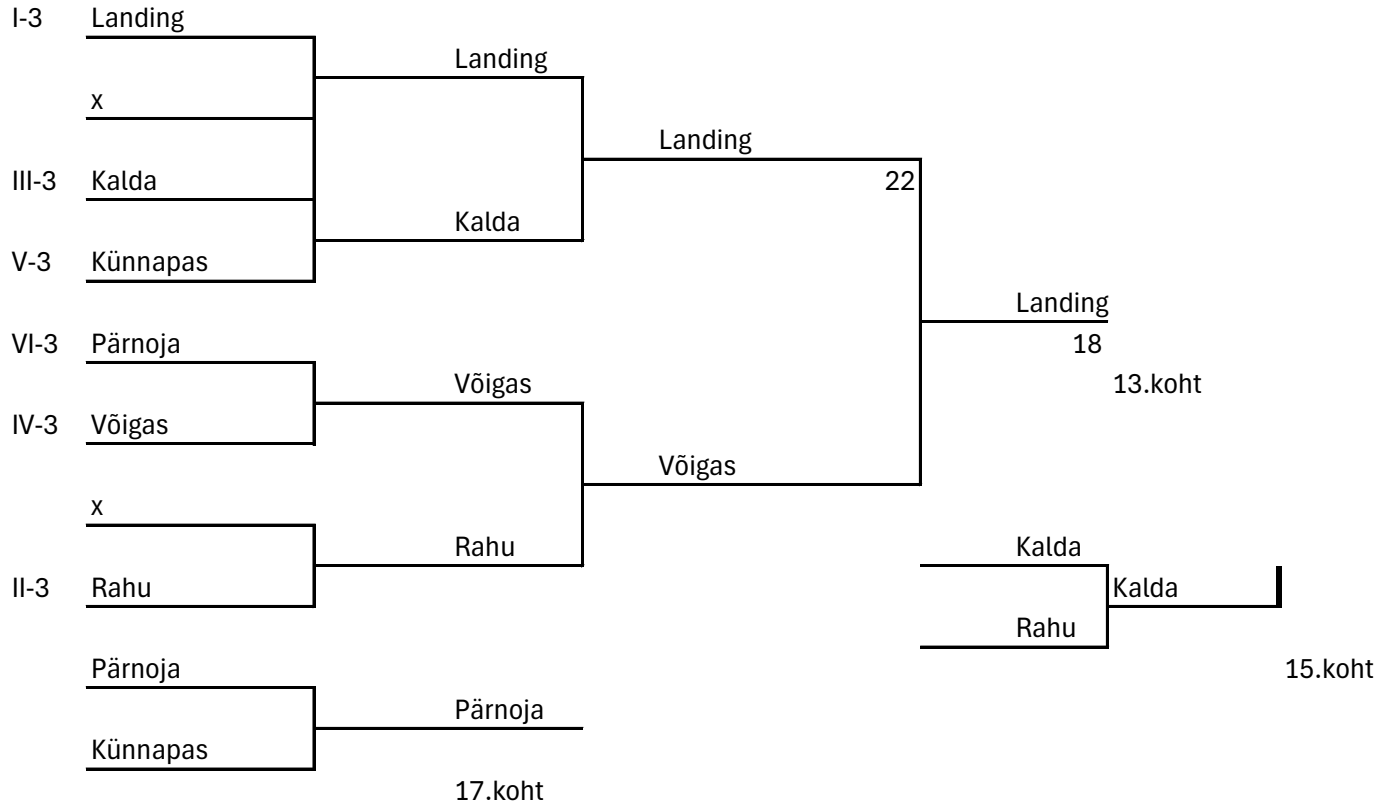 I-3 Landing
Landing
x
Landing
III-3 Kalda
22
Kalda
V-3 Künnapas
Landing
VI-3 Pärnoja
18
Võigas
13.koht
IV-3 Võigas
Võigas
x
Rahu
Kalda
II-3 Rahu
Kalda
Rahu
Pärnoja
15.koht
Pärnoja
Künnapas
17.koht